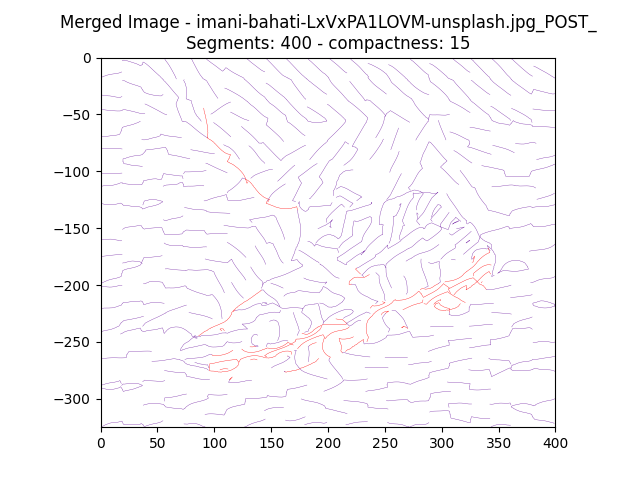 Merged Image - imani-bahati-LxVxPA1LOVM-unsplash.jpg_POST_
Segments: 400 - compactness: 15
0
−50
−100
−150
−200
−250
−300
0 50 100 150 200 250 300 350 400